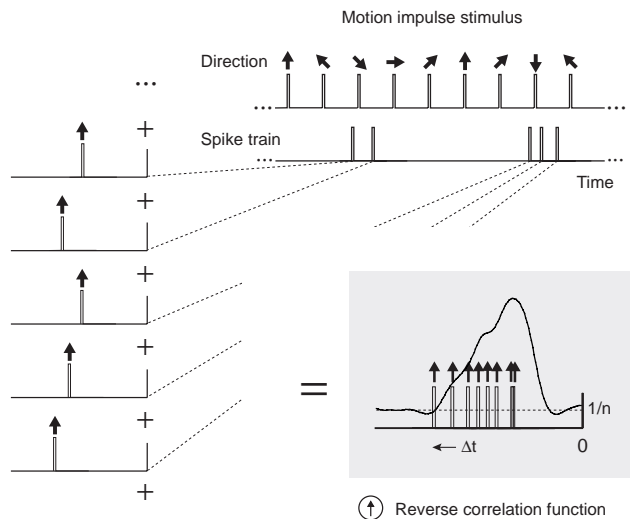 Motion impulse stimulus
Direction
...
...
...
Spike train
...
...
Time
+
+
+
+
+
+
=
1/n
Δt
0
Reverse correlation function